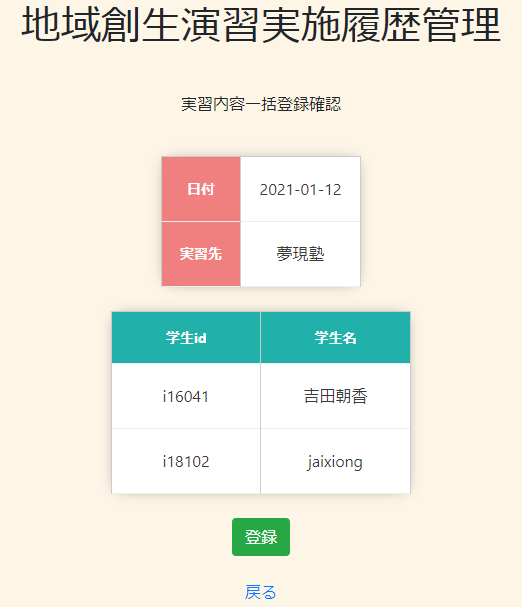 地域創生演習実施履歴管理
実習内容一括登録確認
日付 2021-01-12
実習先 夢現塾
学生id 学生名
i16041 吉田朝香
i18102 jaixiong
登録
戻る